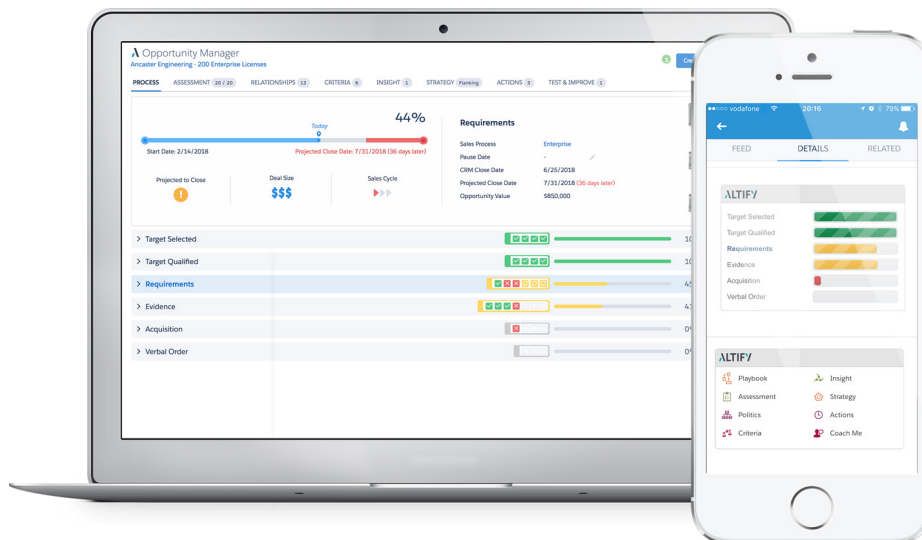 Opportunity Manager
Ancaster Engineering - 200 Enterprise Licenses
PROCESS ASSESSMENT 20 / 20 RELATIONSHIPS 13 CRITERIA 6 INSIGHT 1 STRATEGY Flanking ACTIONS 3 TEST & IMPROVE 1
44%
Today
Start Date: 2/14/2018 Projected Close Date: 7/31/2018 (36 days later)
Projected to Close Deal Size Sales Cycle
$$$
Requirements
Sales Process Enterprise
Pause Date -
CRM Close Date 6/25/2018
Projected Close Date 7/31/2018 (36 days later)
Opportunity Value $850,000
Target Selected
Target Qualified
Requirements
Evidence
Acquisition
Verbal Order
vodafone 20:16 79%
FEED DETAILS RELATED
ALTIFY
Target Selected
Target Qualified
Requirements
Evidence
Acquisition
Verbal Order
ALTIFY
Playbook Insight
Assessment Strategy
Politics Actions
Criteria Coach Me